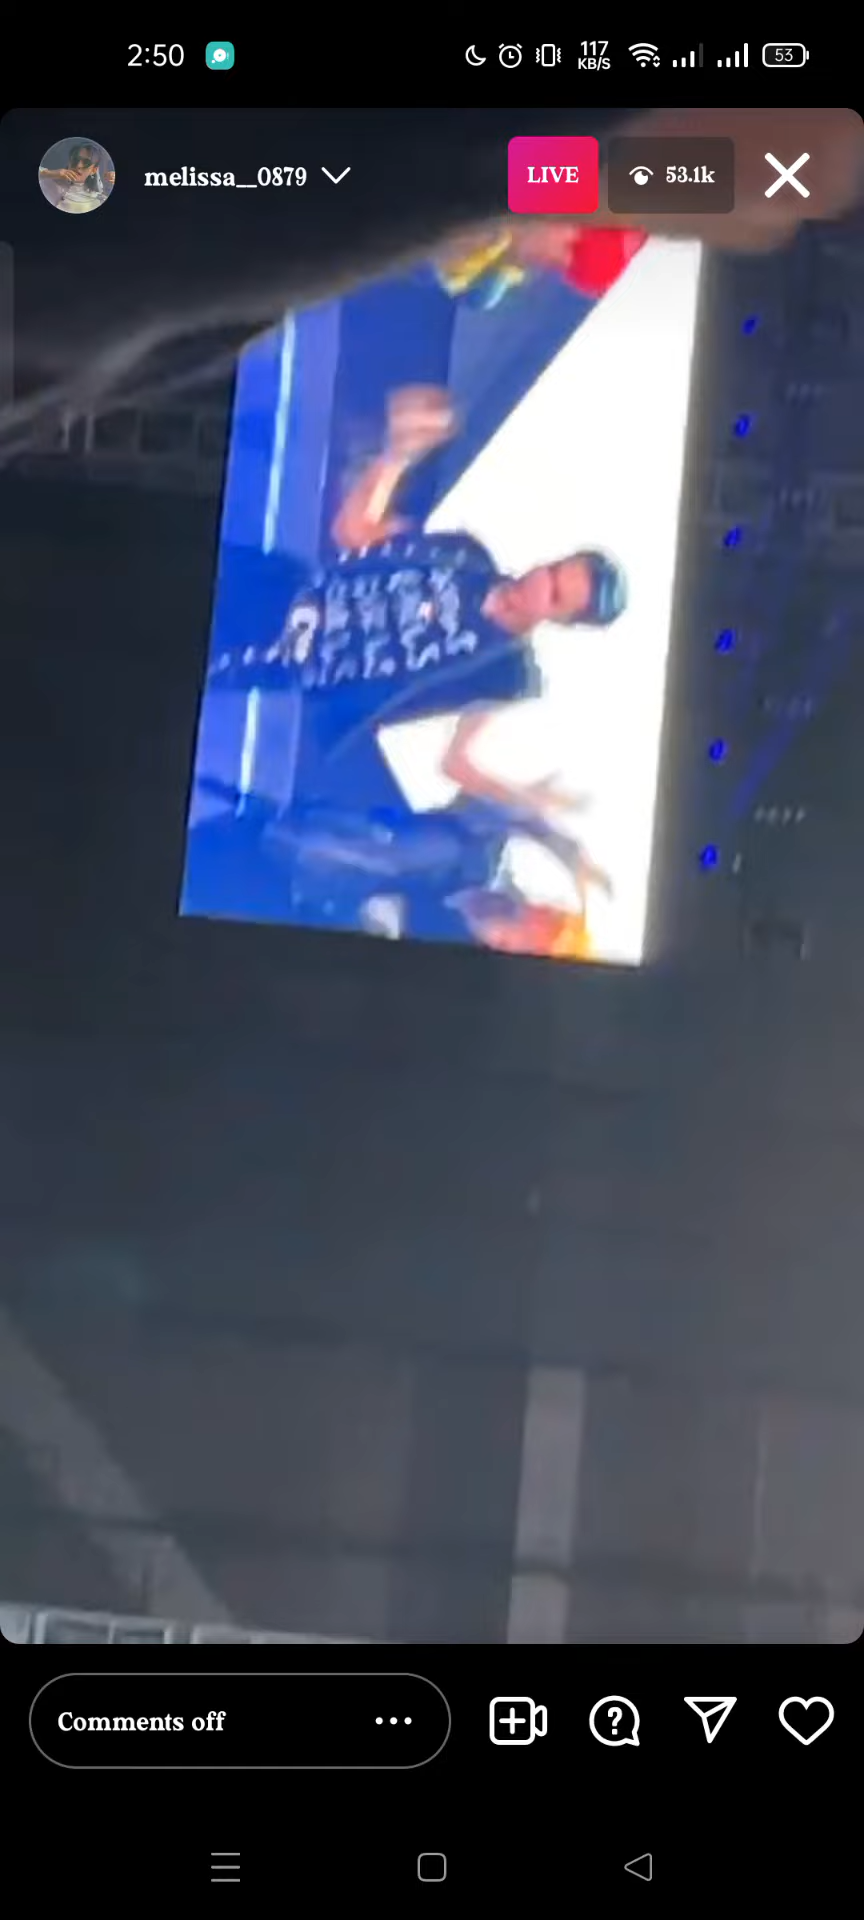 2:50
117
KB/S
53
melissa__0879
LIVE
53.1k
Comments off